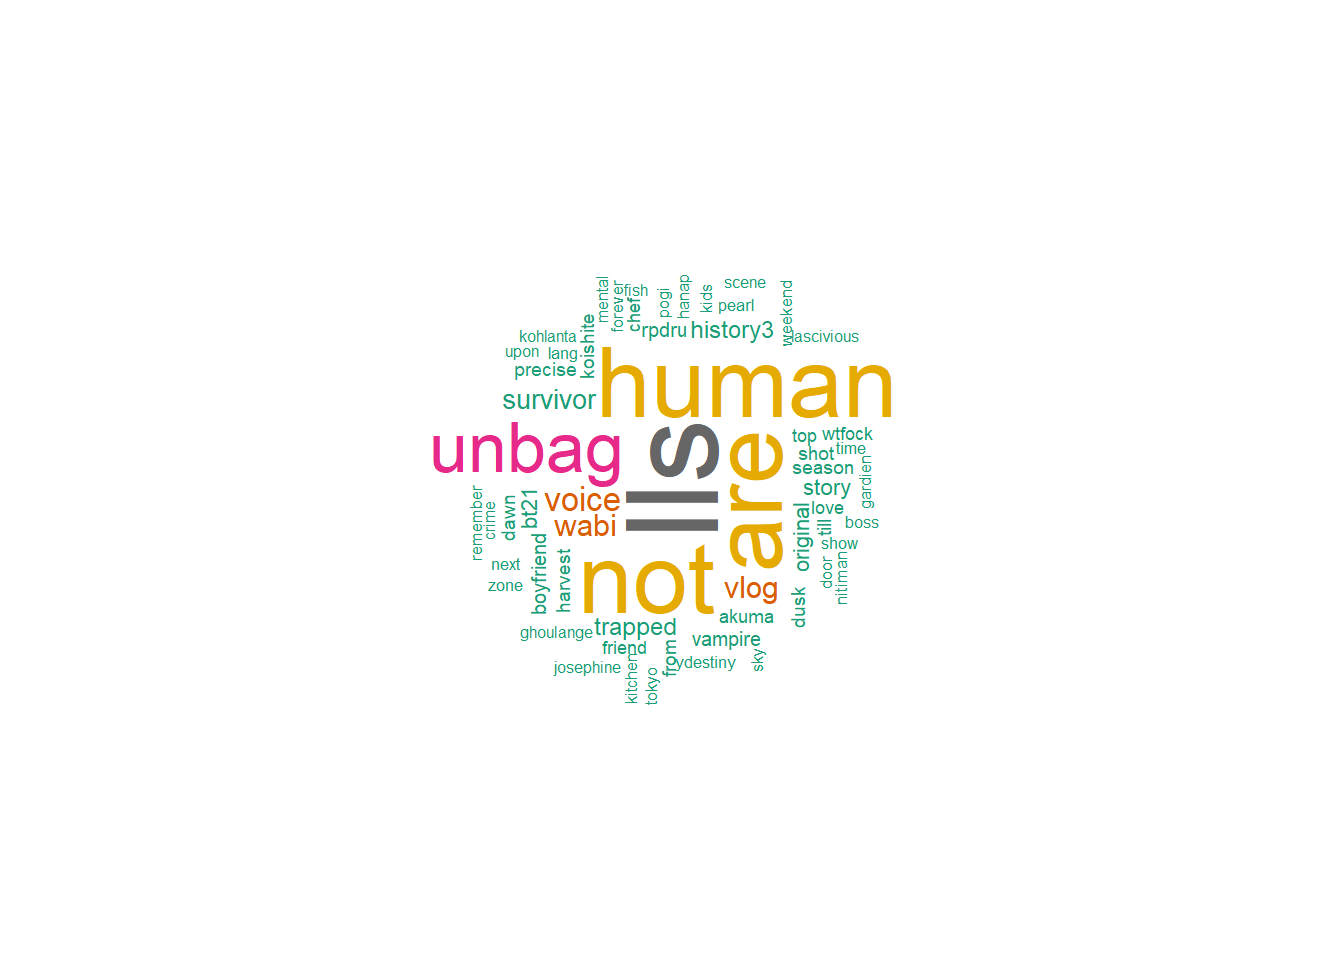 mental
forever
fish
chef
pogi
hanap
kids
scene
pearl
weekend
kohlanta
koishite
rpdru
history3
lascivious
upon
lang
precise
human
survivor
unbag
lls
are
top
wtfock
shot
time
season
gardien
remember
crime
dawn
bt21
voice
wabi
story
original
love
till
boss
show
next
zone
boyfriend
harvest
not
vlog
door
nitiman
dusk
akuma
ghoulange
trapped
friend
vampire
josephine
kitchen
tokyo
from
ydestiny
sky